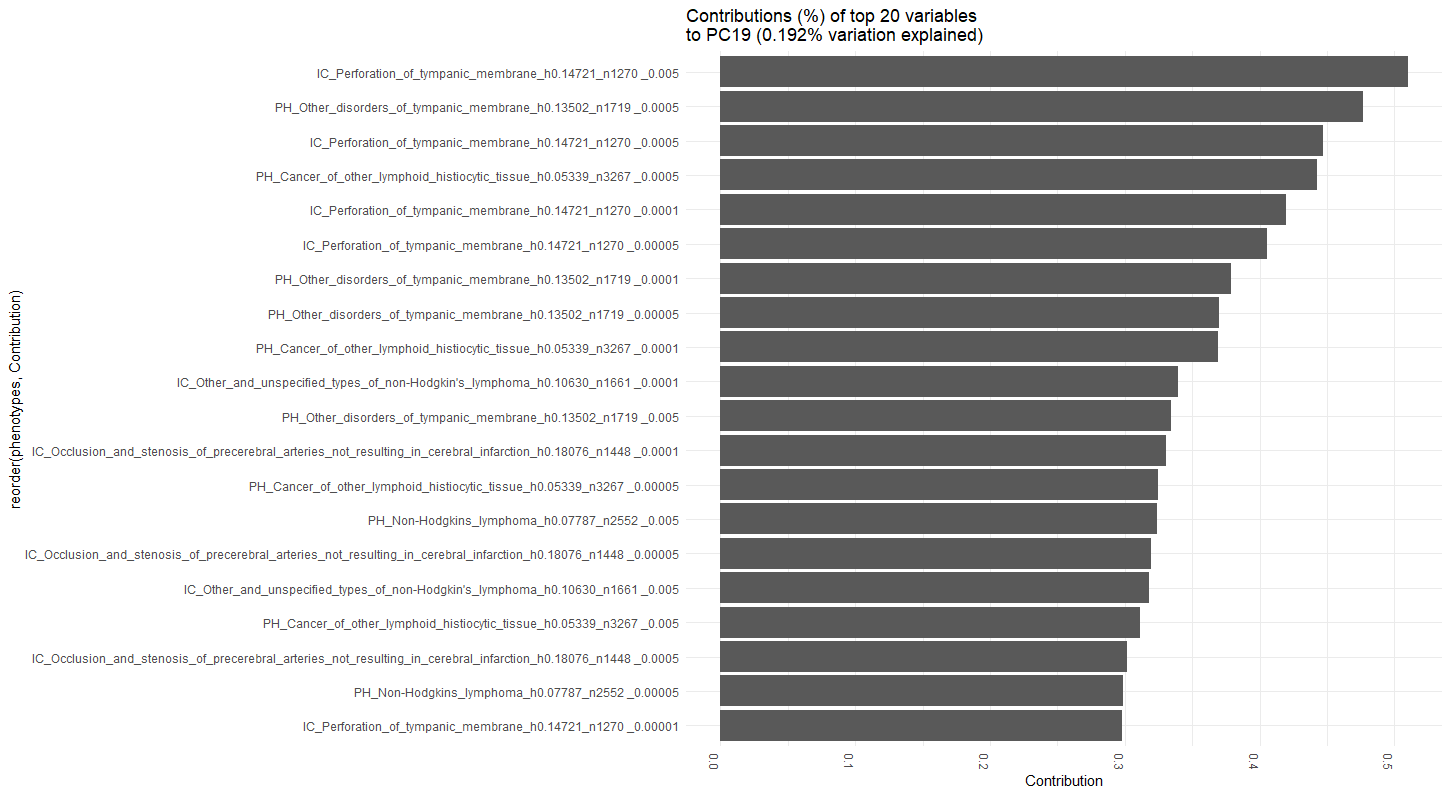 Contributions (%) of top 20 variables
to PC19 (0.192% variation explained)
reorder(phenotypes, Contribution)
IC_Perforation_of_tympanic_membrane_h0.14721_n1270 _0.005
PH_Other_disorders_of_tympanic_membrane_h0.13502_n1719 _0.0005
IC_Perforation_of_tympanic_membrane_h0.14721_n1270 _0.0005
PH_Cancer_of_other_lymphoid_histiocytic_tissue_h0.05339_n3267 _0.0005
IC_Perforation_of_tympanic_membrane_h0.14721_n1270 _0.0001
IC_Perforation_of_tympanic_membrane_h0.14721_n1270 _0.00005
PH_Other_disorders_of_tympanic_membrane_h0.13502_n1719 _0.0001
PH_Other_disorders_of_tympanic_membrane_h0.13502_n1719 _0.00005
PH_Cancer_of_other_lymphoid_histiocytic_tissue_h0.05339_n3267 _0.0001
IC_Other_and_unspecified_types_of_non-Hodgkin's_lymphoma_h0.10630_n1661 _0.0001
PH_Other_disorders_of_tympanic_membrane_h0.13502_n1719 _0.005
IC_Occlusion_and_stenosis_of_precerebral_arteries_not_resulting_in_cerebral_infarction_h0.18076_n1448 _0.0001
PH_Cancer_of_other_lymphoid_histiocytic_tissue_h0.05339_n3267 _0.00005
PH_Non-Hodgkins_lymphoma_h0.07787_n2552 _0.005
IC_Occlusion_and_stenosis_of_precerebral_arteries_not_resulting_in_cerebral_infarction_h0.18076_n1448 _0.00005
IC_Other_and_unspecified_types_of_non-Hodgkin's_lymphoma_h0.10630_n1661 _0.005
PH_Cancer_of_other_lymphoid_histiocytic_tissue_h0.05339_n3267 _0.005
IC_Occlusion_and_stenosis_of_precerebral_arteries_not_resulting_in_cerebral_infarction_h0.18076_n1448 _0.0005
PH_Non-Hodgkins_lymphoma_h0.07787_n2552 _0.00005
IC_Perforation_of_tympanic_membrane_h0.14721_n1270 _0.00001
0.0
0.1
0.2
0.3
0.4
0.5
Contribution